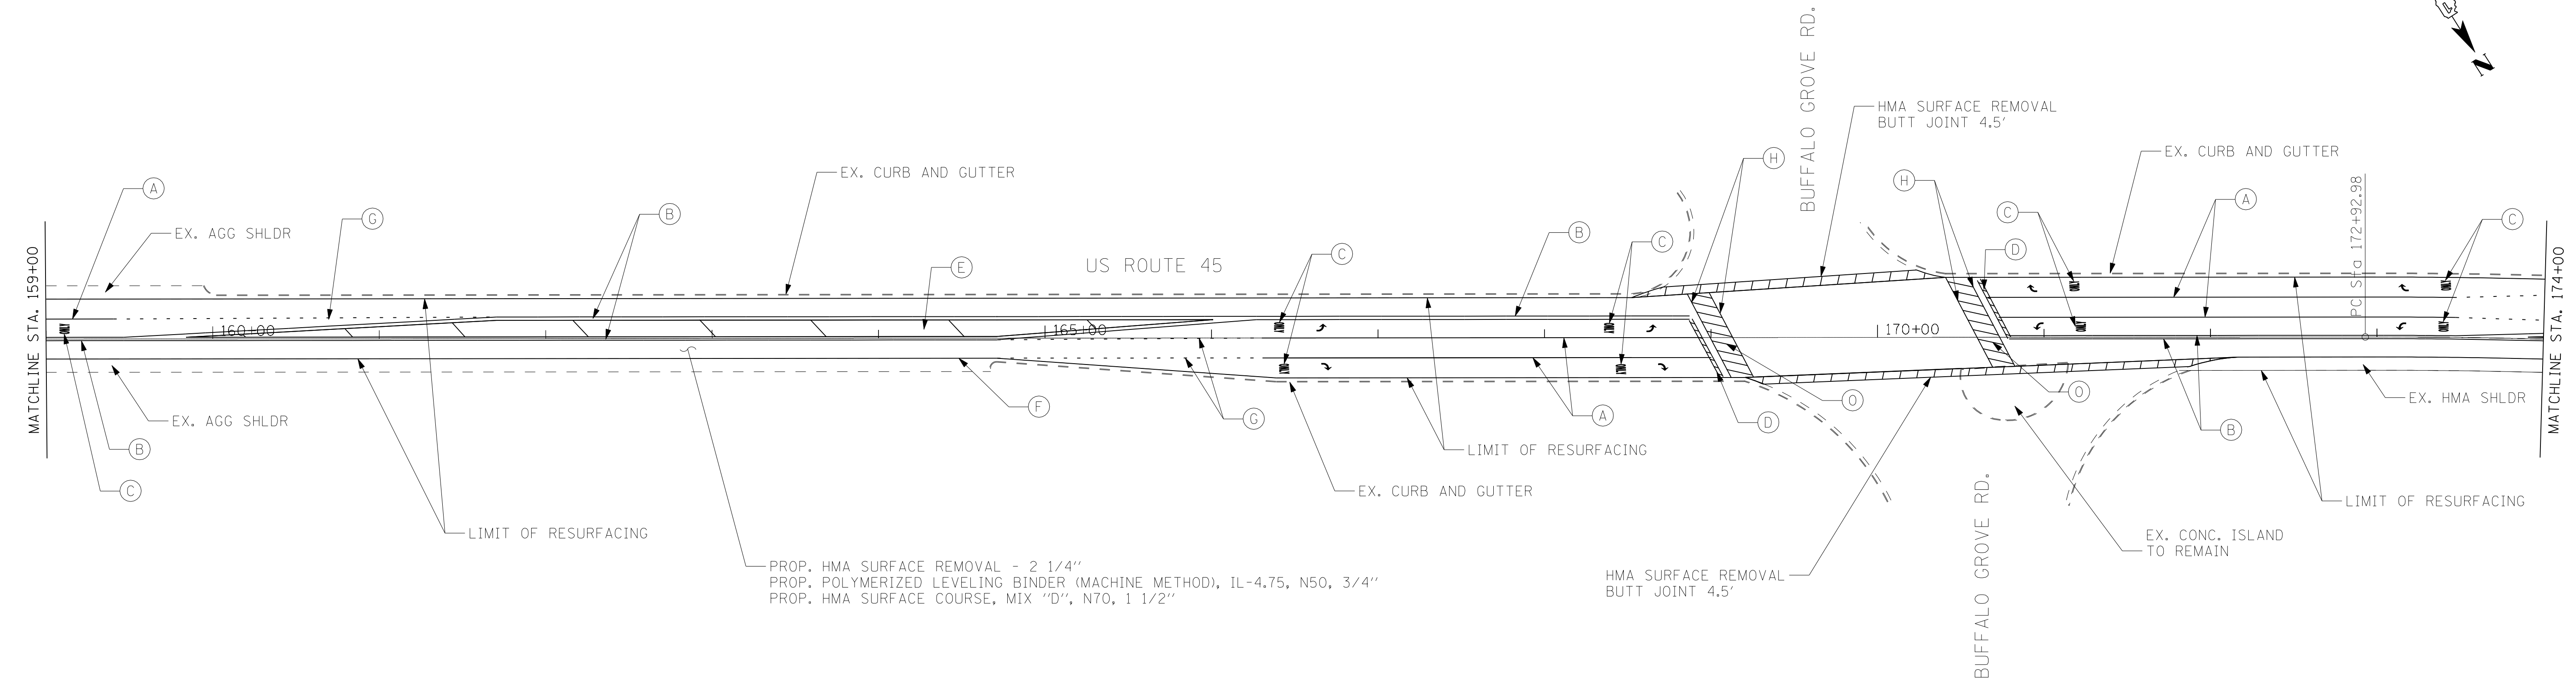 N
BUFFALO GROVE RD.
HMA SURFACE REMOVAL
BUTT JOINT 4.5'
EX. CURB AND GUTTER
EX. CURB AND GUTTER
H
H
A
A
G
B
C
C
B
C
C
D
EX. AGG SHLDR
US ROUTE 45
E
PC Sta 172+92.98
MATCHLINE STA. 159+00
MATCHLINE STA. 174+00
160+00
165+00
170+00
ONLY
EX. AGG SHLDR
B
C
F
G
A
O
D
O
B
EX. HMA SHLDR
LIMIT OF RESURFACING
LIMIT OF RESURFACING
EX. CURB AND GUTTER
LIMIT OF RESURFACING
EX. CONC. ISLAND
TO REMAIN
PROP. HMA SURFACE REMOVAL - 2 1/4"
PROP. POLYMERIZED LEVELING BINDER (MACHINE METHOD), IL-4.75, N50, 3/4"
PROP. HMA SURFACE COURSE, MIX "D", N70, 1 1/2"
HMA SURFACE REMOVAL
BUTT JOINT 4.5'
BUFFALO GROVE RD.